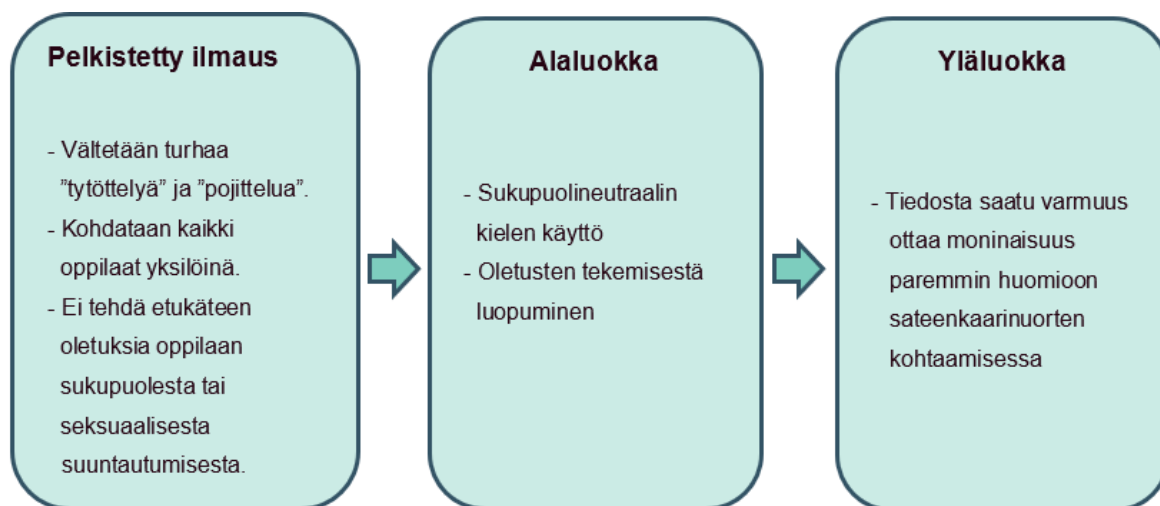 Pelkistetty ilmaus
- Vältetään turhaa
”tytöttelyä” ja ”pojittelua”.
- Kohdataan kaikki
oppilaat yksilöinä.
- Ei tehdä etukäteen
oletuksia oppilaan
sukupuolesta tai
seksuaalisesta
suuntautumisesta.
Alaluokka
- Sukupuolineutraalin
kielen käyttö
- Oletusten tekemisestä
luopuminen
Yläluokka
- Tiedosta saatu varmuus
ottaa moninaisuus
paremmin huomioon
sateenkaarinuorten
kohtaamisessa